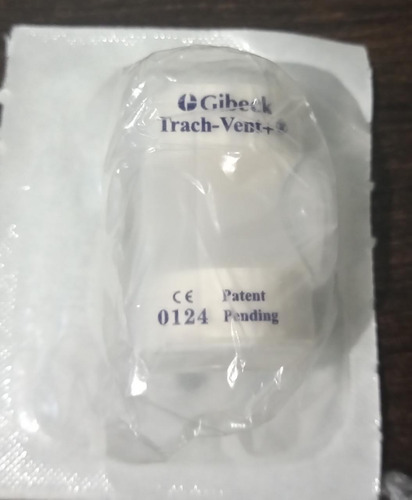 Gibeck
Trach-Vent+®
CE Patent
0124 Pending